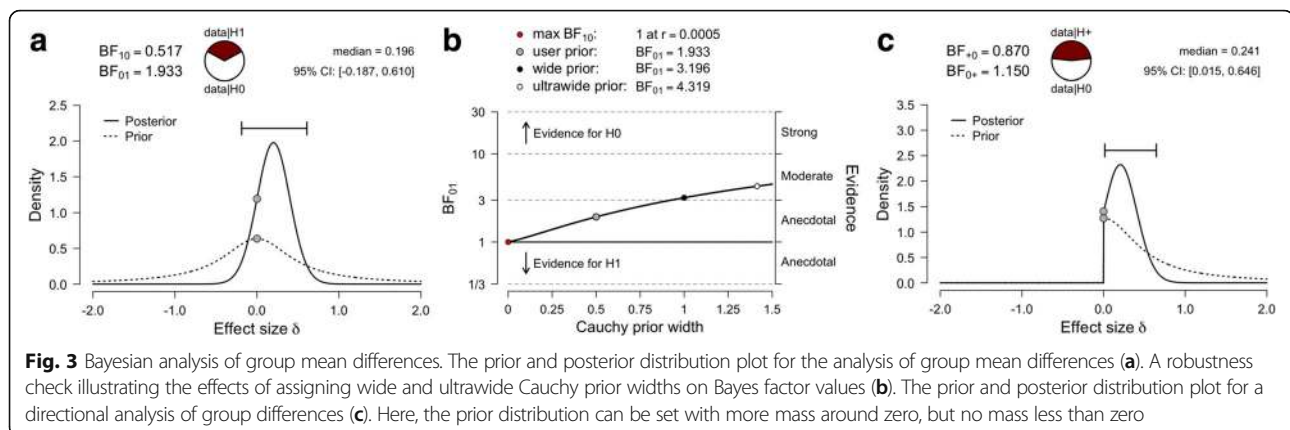 a
data|H1
BF10 = 0.517
BF01 = 1.933
data|H0
median = 0.196
95% CI: [-0.187, 0.610]
Posterior
Prior
2.5
2.0
1.5
1.0
0.5
0.0
Density
-2.0 -1.0 0.0 1.0 2.0
Effect size δ
b
max BF10: 1 at r = 0.0005
user prior: BF01 = 1.933
wide prior: BF01 = 3.196
ultrawide prior: BF01 = 4.319
30
10
3
1
1/3
BF01
Evidence for H0
Evidence for H1
Strong
Moderate
Anecdotal
Anecdotal
Evidence
0 0.25 0.5 0.75 1 1.25 1.5
Cauchy prior width
c
data|H+
BF+0 = 0.870
BF0+ = 1.150
data|H0
median = 0.241
95% CI: [0.015, 0.646]
Posterior
Prior
3.5
3.0
2.5
2.0
1.5
1.0
0.5
0.0
Density
-2.0 -1.0 0.0 1.0 2.0
Effect size δ
Fig. 3 Bayesian analysis of group mean differences. The prior and posterior distribution plot for the analysis of group mean differences (a). A robustness
check illustrating the effects of assigning wide and ultrawide Cauchy prior widths on Bayes factor values (b). The prior and posterior distribution plot for a
directional analysis of group differences (c). Here, the prior distribution can be set with more mass around zero, but no mass less than zero